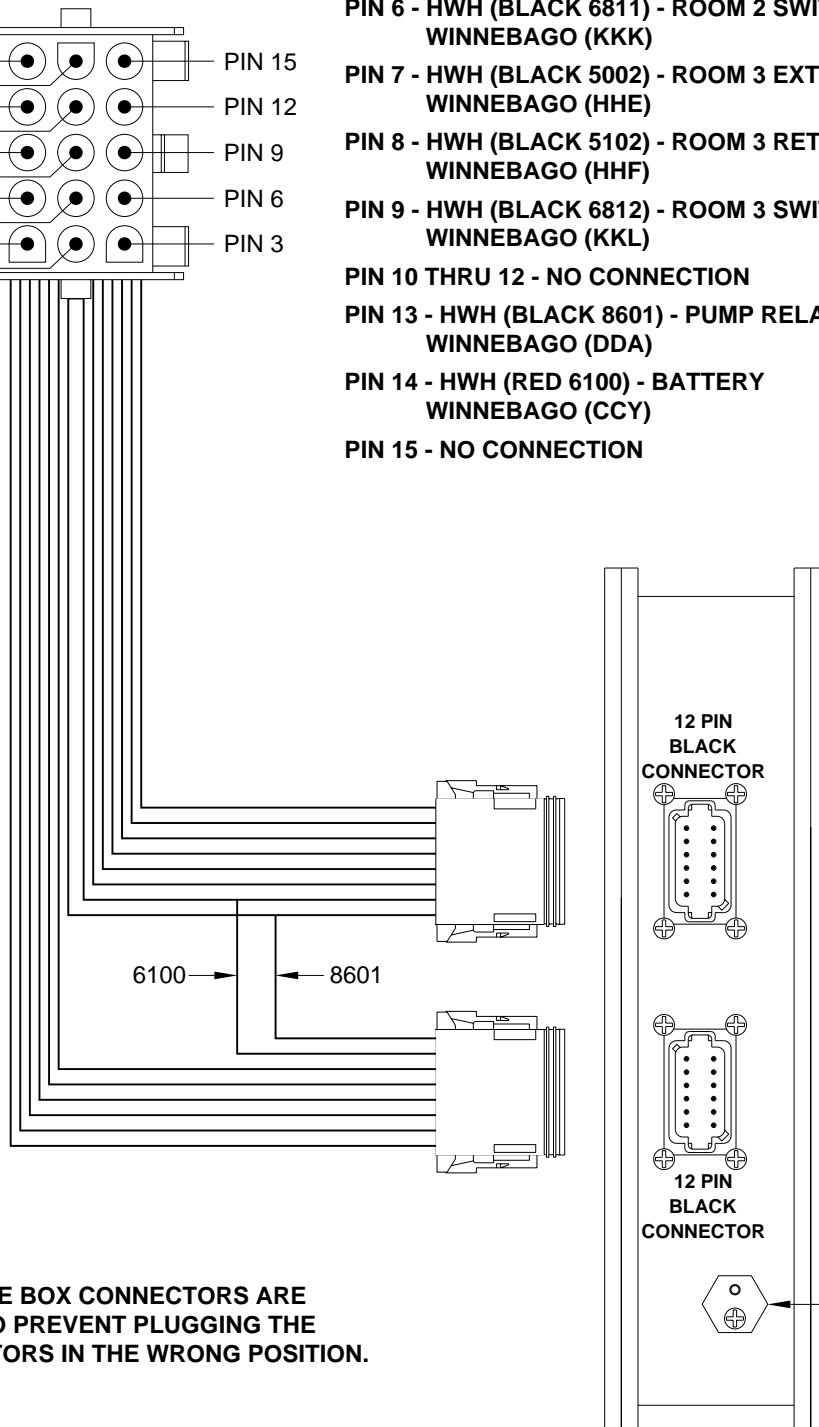 PIN 6 - HWH (BLACK 6811) - ROOM 2
WINNEBAGO (KKK)
PIN 7 - HWH (BLACK 5002) - ROOM 3 EXT
WINNEBAGO (HHE)
PIN 8 - HWH (BLACK 5102) - ROOM 3 RET
WINNEBAGO (HHF)
PIN 9 - HWH (BLACK 6812) - ROOM 3
WINNEBAGO (KKL)
PIN 10 THRU 12 - NO CONNECTION
PIN 13 - HWH (BLACK 8601) - PUMP RELA
WINNEBAGO (DDA)
PIN 14 - HWH (RED 6100) - BATTERY
WINNEBAGO (CCY)
PIN 15 - NO CONNECTION
PIN 15
PIN 12
PIN 9
PIN 6
PIN 3
12 PIN
BLACK
CONNECTOR
6100
8601
12 PIN
BLACK
CONNECTOR
E BOX CONNECTORS ARE
PREVENT PLUGGING THE
TORS IN THE WRONG POSITION.